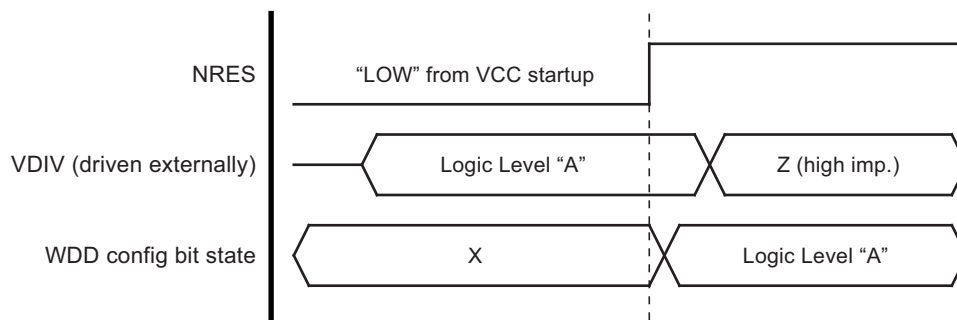 NRES
“LOW” from VCC startup
VDIV (driven externally)
Logic Level “A”
Z (high imp.)
WDD config bit state
X
Logic Level “A”